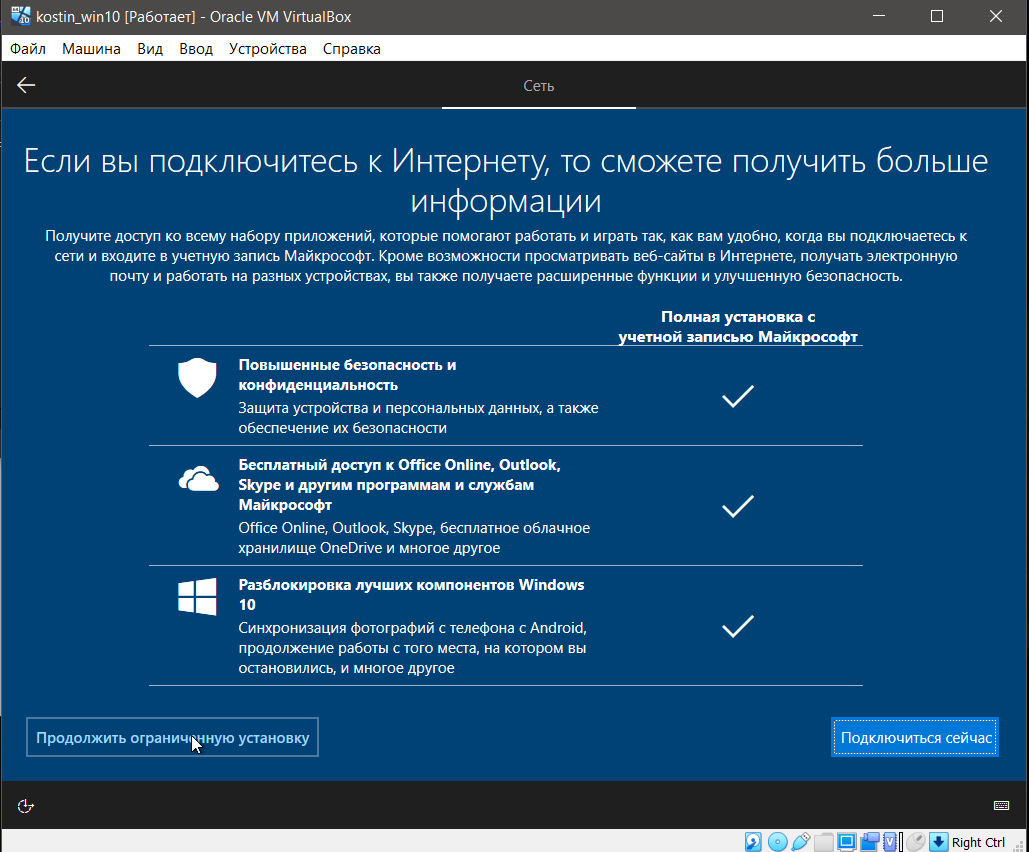 kostin_win10 [Работает] - Oracle VM VirtualBox
Файл Машина Вид Ввод Устройства Справка
Сеть
Если вы подключитесь к Интернету, то сможете получить больше
информации
Получите доступ ко всему набору приложений, которые помогают работать и играть так, как вам удобно, когда вы подключаетесь к
сети и входите в учетную запись Майкрософт. Кроме возможности просматривать веб-сайты в Интернете, получать электронную
почту и работать на разных устройствах, вы также получаете расширенные функции и улучшенную безопасность.
Полная установка с
учетной записью Майкрософт
Повышенные безопасность и
конфиденциальность
Защита устройства и персональных данных, а также
обеспечение их безопасности
Бесплатный доступ к Office Online, Outlook,
Skype и другим программам и службам
Майкрософт
Office Online, Outlook, Skype, бесплатное облачное
хранилище OneDrive и многое другое
Разблокировка лучших компонентов Windows
10
Синхронизация фотографий с телефона с Android,
продолжение работы с того места, на котором вы
остановились, и многое другое
Продолжить ограниченную установку
Подключиться сейчас
Right Ctrl